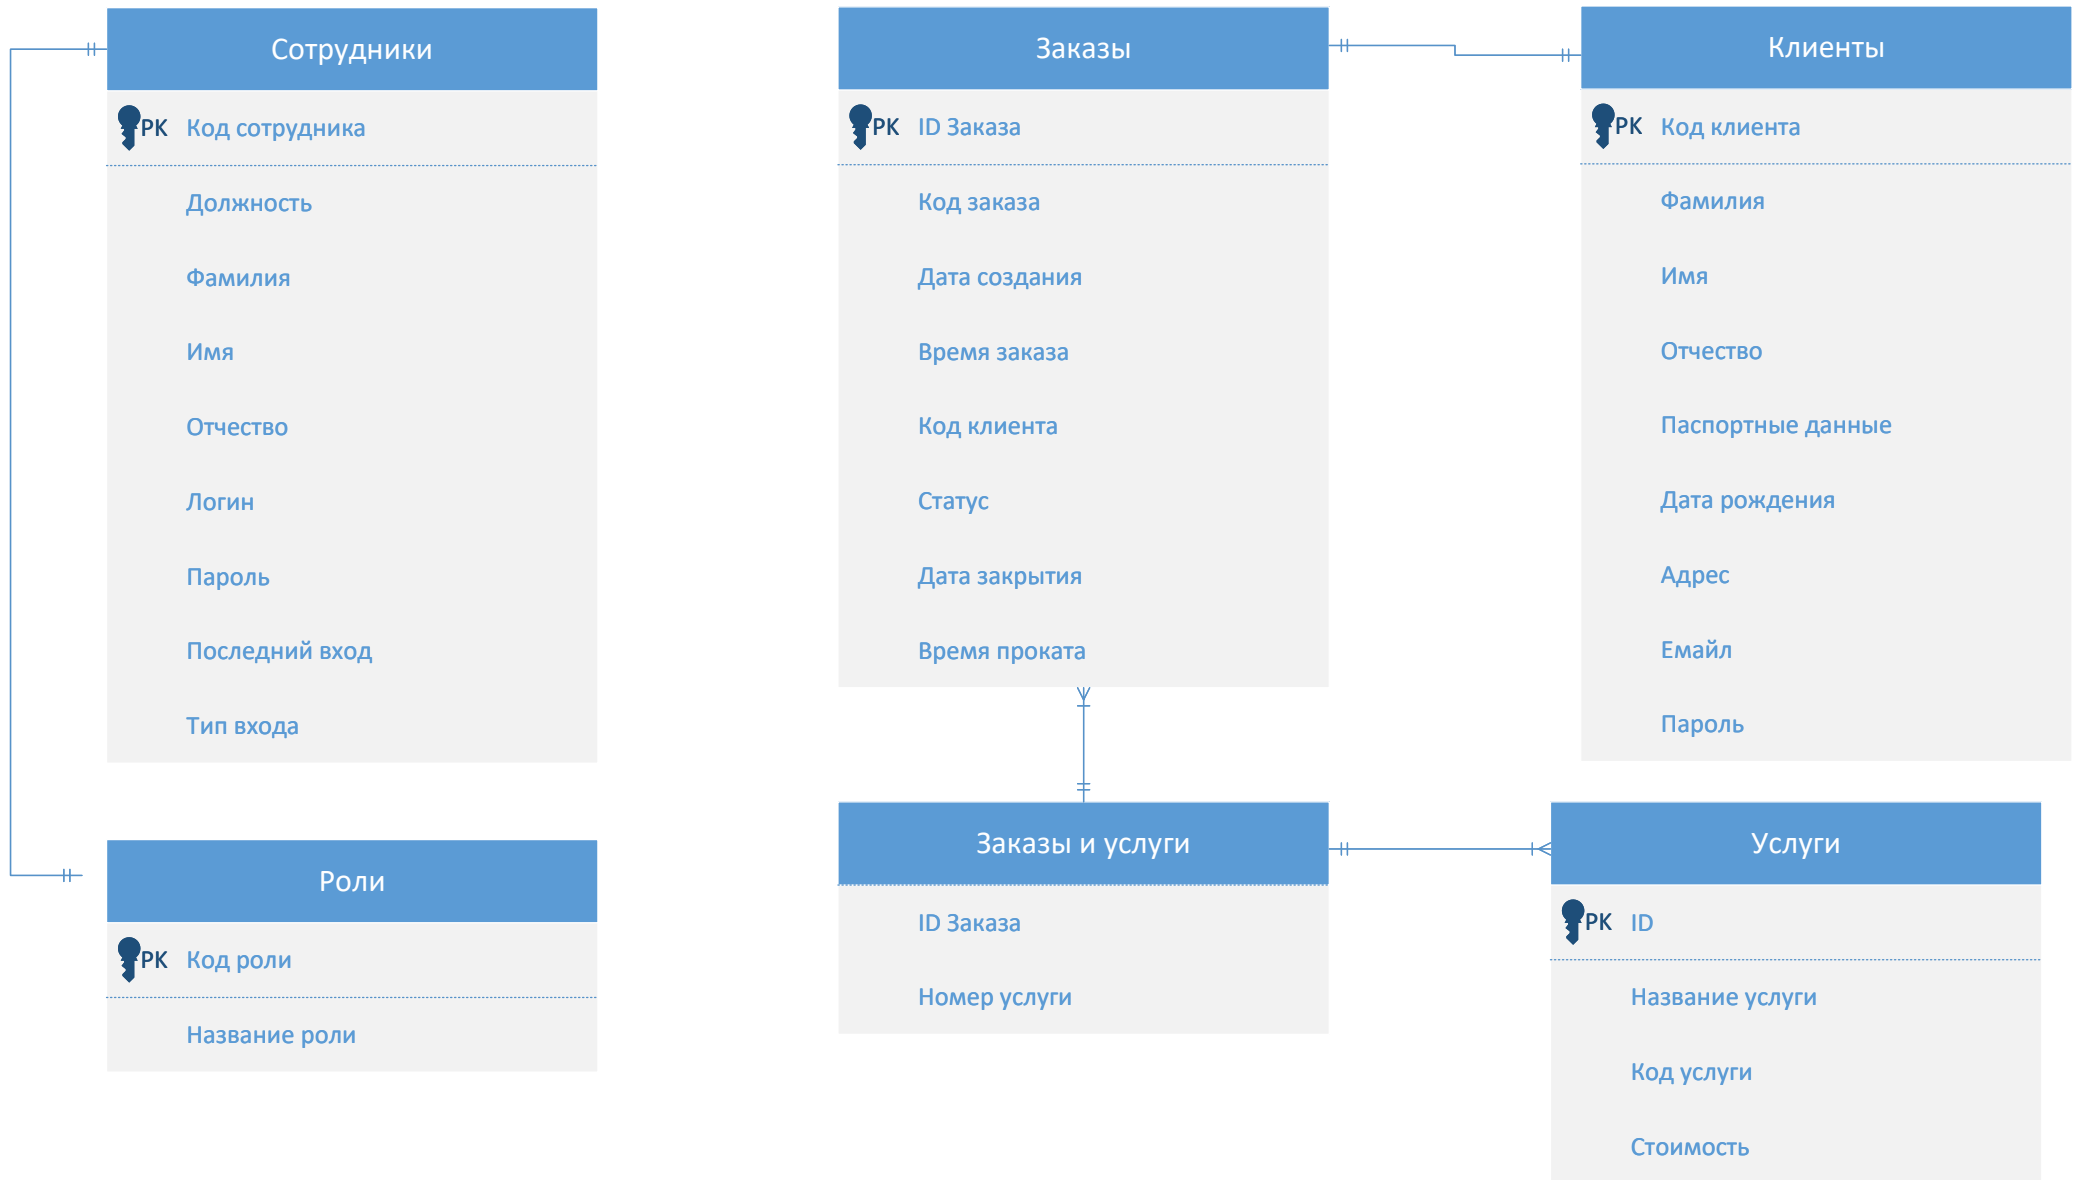 Сотрудники
PK Код сотрудника
Должность
Фамилия
Имя
Отчество
Логин
Пароль
Последний вход
Тип входа
Заказы
PK ID Заказа
Код заказа
Дата создания
Время заказа
Код клиента
Статус
Дата закрытия
Время проката
Клиенты
PK Код клиента
Фамилия
Имя
Отчество
Паспортные данные
Дата рождения
Адрес
Емайл
Пароль
Роли
PK Код роли
Название роли
Заказы и услуги
ID Заказа
Номер услуги
Услуги
PK ID
Название услуги
Код услуги
Стоимость